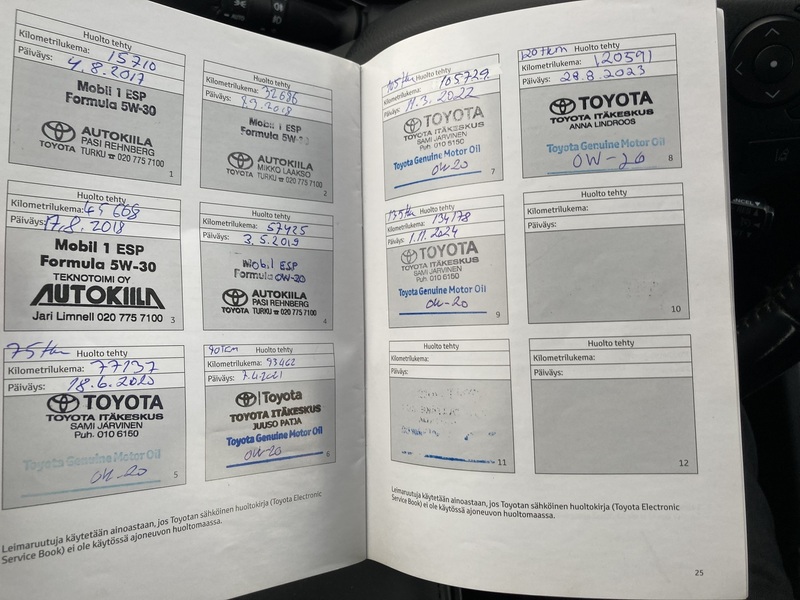 Huolto tehty
Kilometrilukema: 15710
Päiväys: 4.8.2017
Mobil 1 ESP
Formula 5W-30
AUTOKIILA
PASI REHNBERG
TOYOTA TURKU ☎ 020 775 7100
1
Huolto tehty
Kilometrilukema: 32686
Päiväys: 9.9.2018
Mobil 1 ESP
Formula 5W-30
AUTOKIILA
MIKKO LAAKSO
TOYOTA TURKU ☎ 020 775 7100
2
Huolto tehty
Kilometrilukema:
Päiväys: 17.8.2018
Mobil 1 ESP
Formula 5W-30
TEKNOTOIMI OY
AUTOKIILA
Jari Limnell 020 775 7100
3
Huolto tehty
Kilometrilukema: 57425
Päiväys: 3.5.2019
Mobil ESP
Formula 0W-20
AUTOKIILA
PASI REHNBERG
TOYOTA TURKU ☎ 020 775 7100
4
75tkm Huolto tehty
Kilometrilukema: 77137
Päiväys: 18.6.2020
TOYOTA
TOYOTA ITÄKESKUS
SAMI JÄRVINEN
Puh. 010 6150
Toyota Genuine Motor Oil
0W-20
5
90tkm Huolto tehty
Kilometrilukema: 93462
Päiväys: 7.4.2021
Toyota
TOYOTA ITÄKESKUS
JUUSO PATJA
Toyota Genuine Motor Oil
0W-20
6
Leimaruutuja käytetään ainoastaan, jos Toyotan sähköinen huoltokirja (Toyota Electronic
Service Book) ei ole käytössä ajoneuvon huoltomaassa.
105tkm Huolto tehty
Kilometrilukema: 105729
Päiväys: 11.3.2022
TOYOTA
TOYOTA ITÄKESKUS
SAMI JÄRVINEN
Puh. 010 6150
Toyota Genuine Motor Oil
0W-20
7
120tkm Huolto tehty
Kilometrilukema: 120591
Päiväys: 28.8.2023
TOYOTA
TOYOTA ITÄKESKUS
ANNA LINDROOS
Toyota Genuine Motor Oil
0W-20
8
135tkm Huolto tehty
Kilometrilukema: 134178
Päiväys: 1.11.2024
TOYOTA
TOYOTA ITÄKESKUS
SAMI JÄRVINEN
Puh. 010 6150
Toyota Genuine Motor Oil
0W-20
9
Huolto tehty
Kilometrilukema:
Päiväys:
10
Huolto tehty
Kilometrilukema:
Päiväys:
11
Huolto tehty
Kilometrilukema:
Päiväys:
12
Leimaruutuja käytetään ainoastaan, jos Toyotan sähköinen huoltokirja (Toyota Electronic
Service Book) ei ole käytössä ajoneuvon huoltomaassa.
25